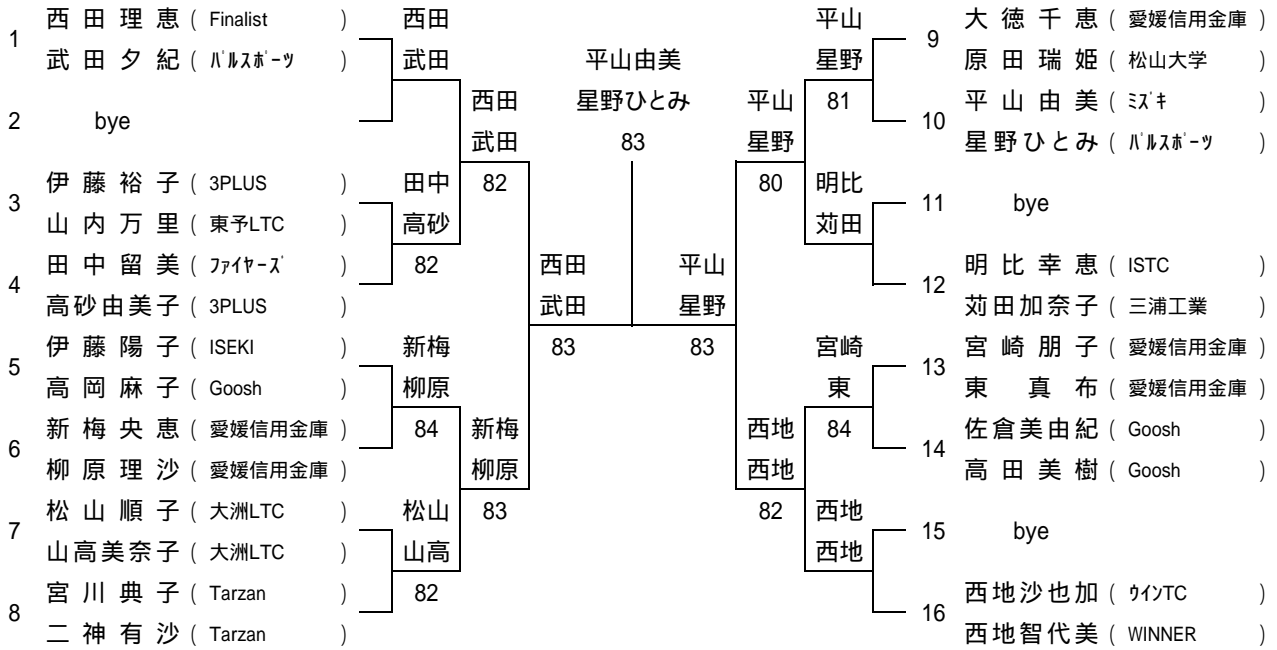 1 西田理恵 ( Finalist )
武田夕紀 ( ﾊﾟﾙｽﾎﾟｰﾂ )
2 bye
3 伊藤裕子 ( 3PLUS )
山内万里 ( 東予LTC )
4 田中留美 ( ﾌｧｲﾔｰｽﾞ )
高砂由美子 ( 3PLUS )
5 伊藤陽子 ( ISEKI )
高岡麻子 ( Goosh )
6 新梅央恵 ( 愛媛信用金庫 )
柳原理沙 ( 愛媛信用金庫 )
7 松山順子 ( 大洲LTC )
山高美奈子 ( 大洲LTC )
8 宮川典子 ( Tarzan )
二神有沙 ( Tarzan )
西田
武田
田中
高砂
82
新梅
柳原
84
松山
山高
82
西田
武田
82
新梅
柳原
83
西田
武田
83
平山由美
星野ひとみ
83
平山
星野
83
平山
星野
80
西地
西地
82
平山
星野
81
明比
苅田
宮崎
東
84
西地
西地
9 大徳千恵 ( 愛媛信用金庫 )
原田瑞姫 ( 松山大学 )
10 平山由美 ( ﾐｽﾞｷ )
星野ひとみ ( ﾊﾟﾙｽﾎﾟｰﾂ )
11 bye
12 明比幸恵 ( ISTC )
苅田加奈子 ( 三浦工業 )
13 宮崎朋子 ( 愛媛信用金庫 )
東真布 ( 愛媛信用金庫 )
14 佐倉美由紀 ( Goosh )
高田美樹 ( Goosh )
15 bye
16 西地沙也加 ( ｳｲﾝTC )
西地智代美 ( WINNER )